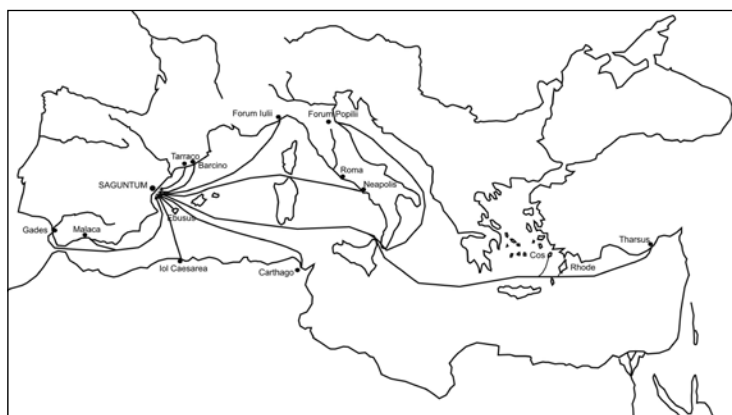 Forum Iulii
Forum Popilii
Tarraco
Barcino
Roma
SAGUNTUM
Neapolis
Ebusus
Gades
Malaca
Tharsus
Cos
Rhode
Iol Caesarea
Carthago